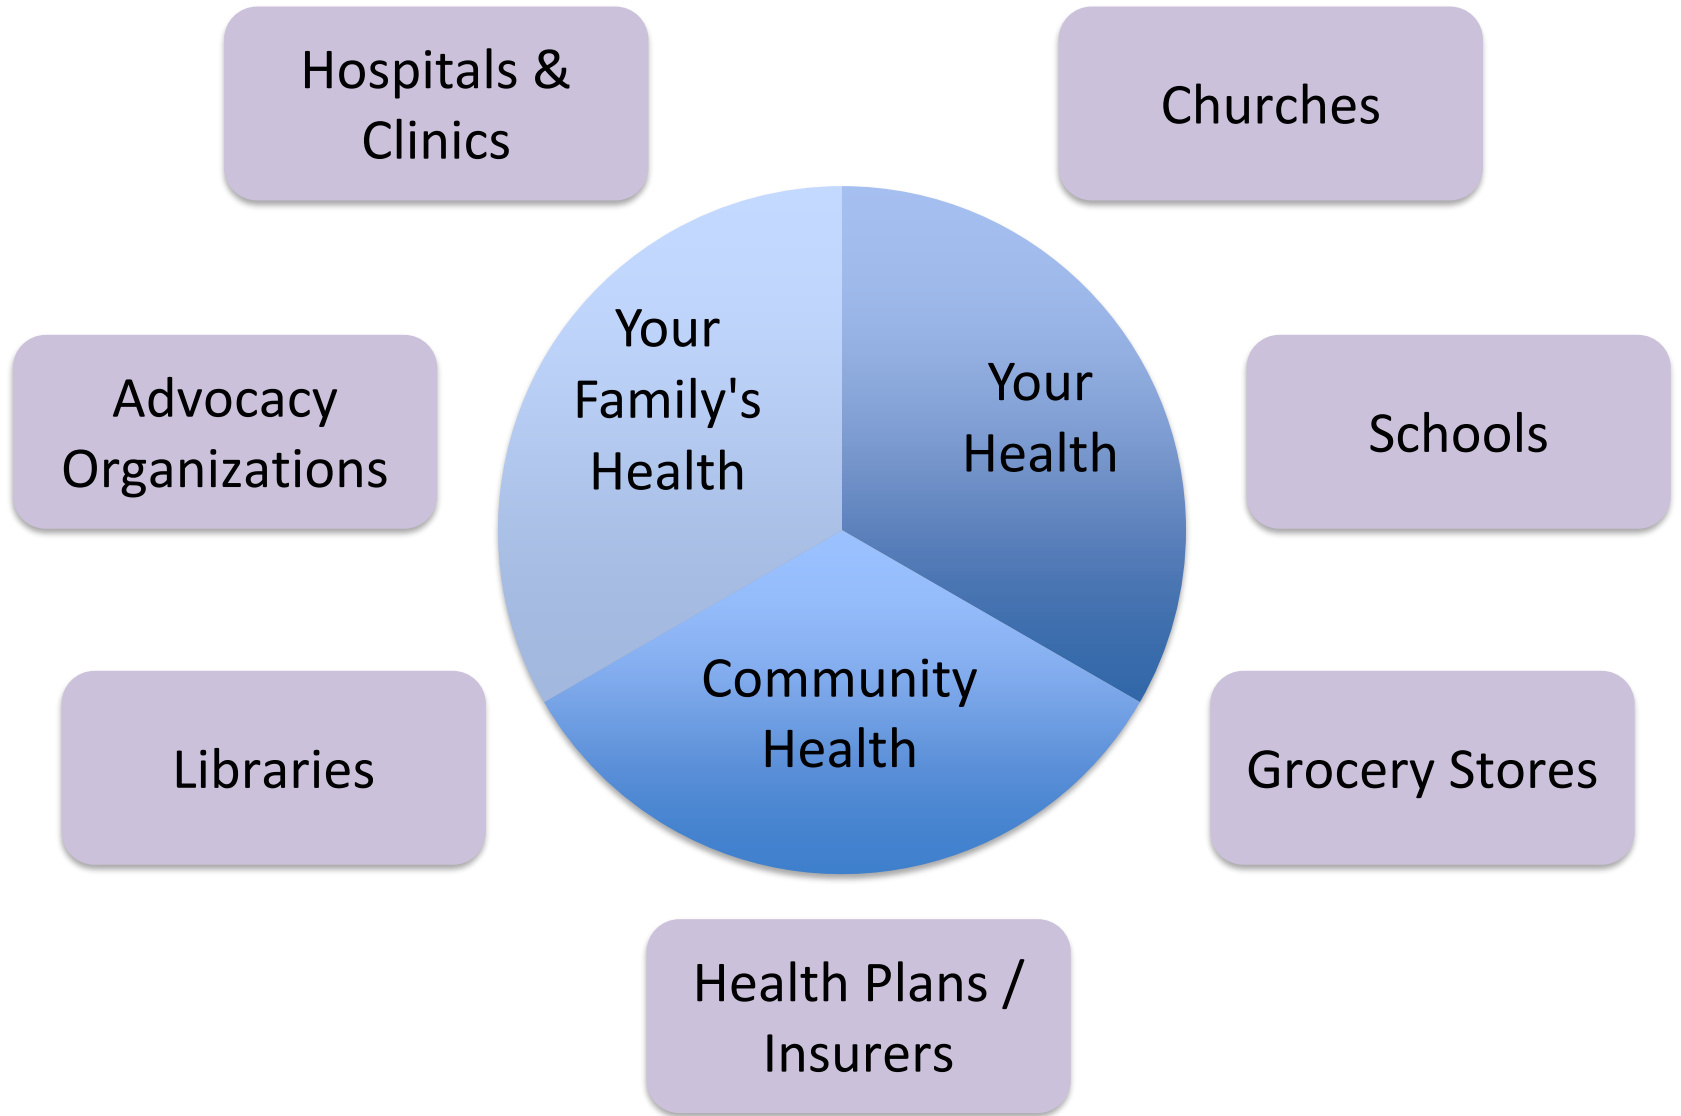 Hospitals &
Clinics
Churches
Your
Family's
Health
Your
Health
Advocacy
Organizations
Schools
Community
Health
Libraries
Grocery Stores
Health Plans /
Insurers